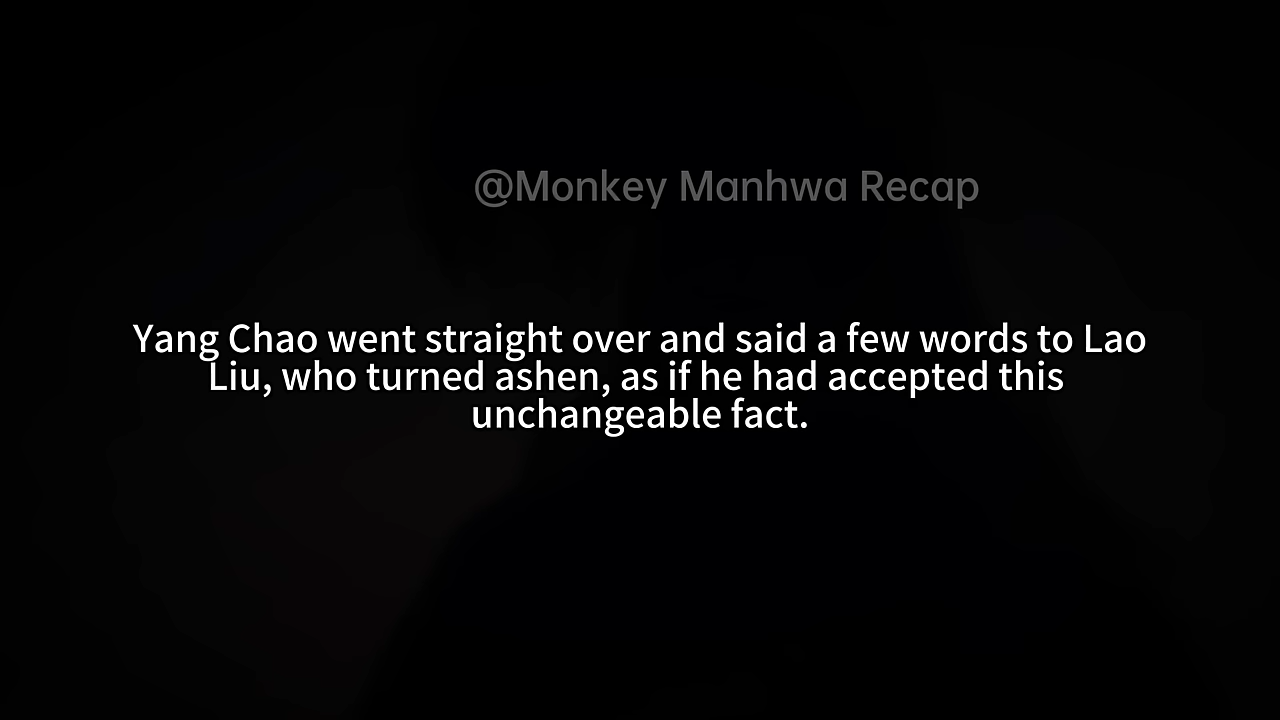 @Monkey Manhwa Recap
Yang Chao went straight over and said a few words to Lao
Liu, who turned ashen, as if he had accepted this
unchangeable fact.